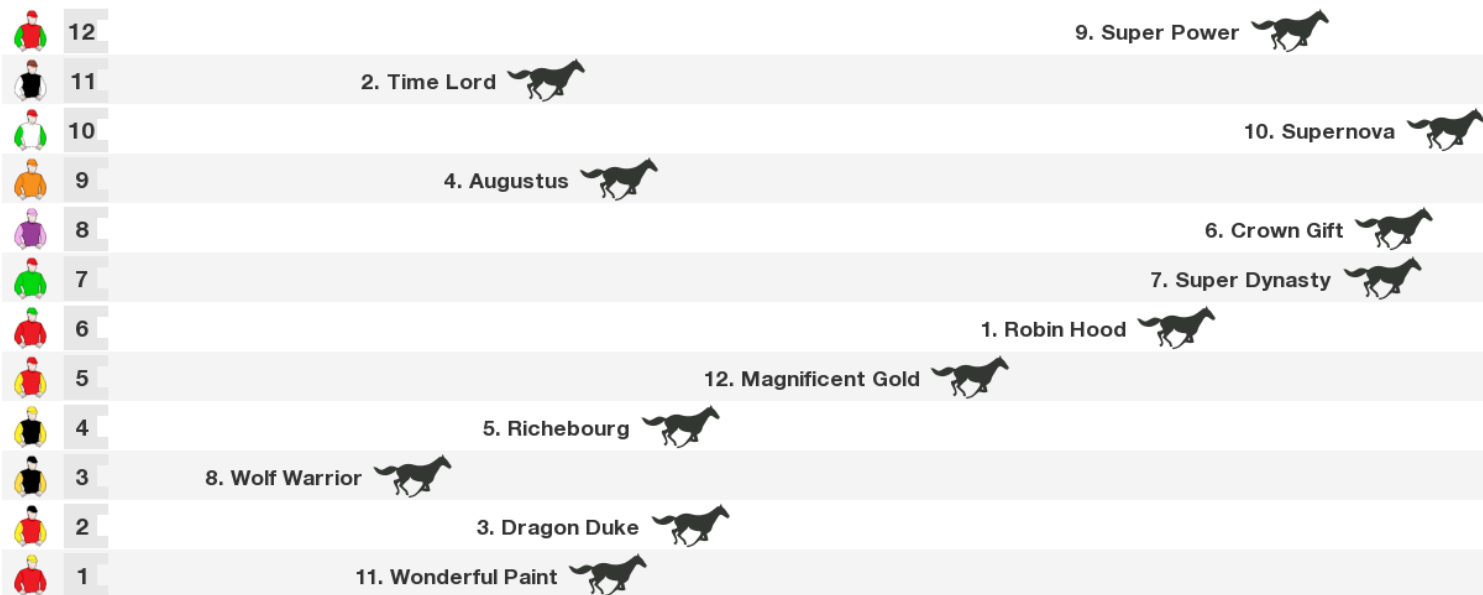 12 9. Super Power
11 2. Time Lord
10 10. Supernova
9 4. Augustus
8 6. Crown Gift
7 7. Super Dynasty
6 1. Robin Hood
5 12. Magnificent Gold
4 5. Richebourg
3 8. Wolf Warrior
2 3. Dragon Duke
1 11. Wonderful Paint